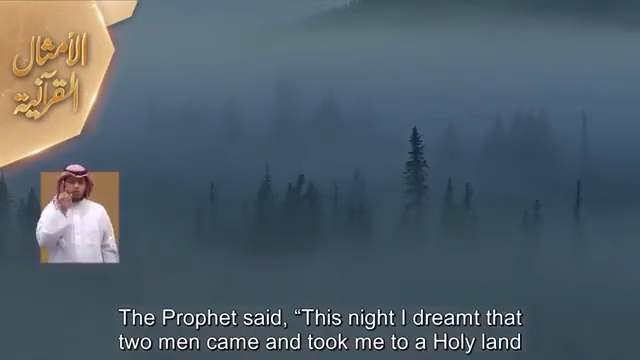 الأمثال
القرآنية
The Prophet said, “This night I dreamt that
two men came and took me to a Holy land